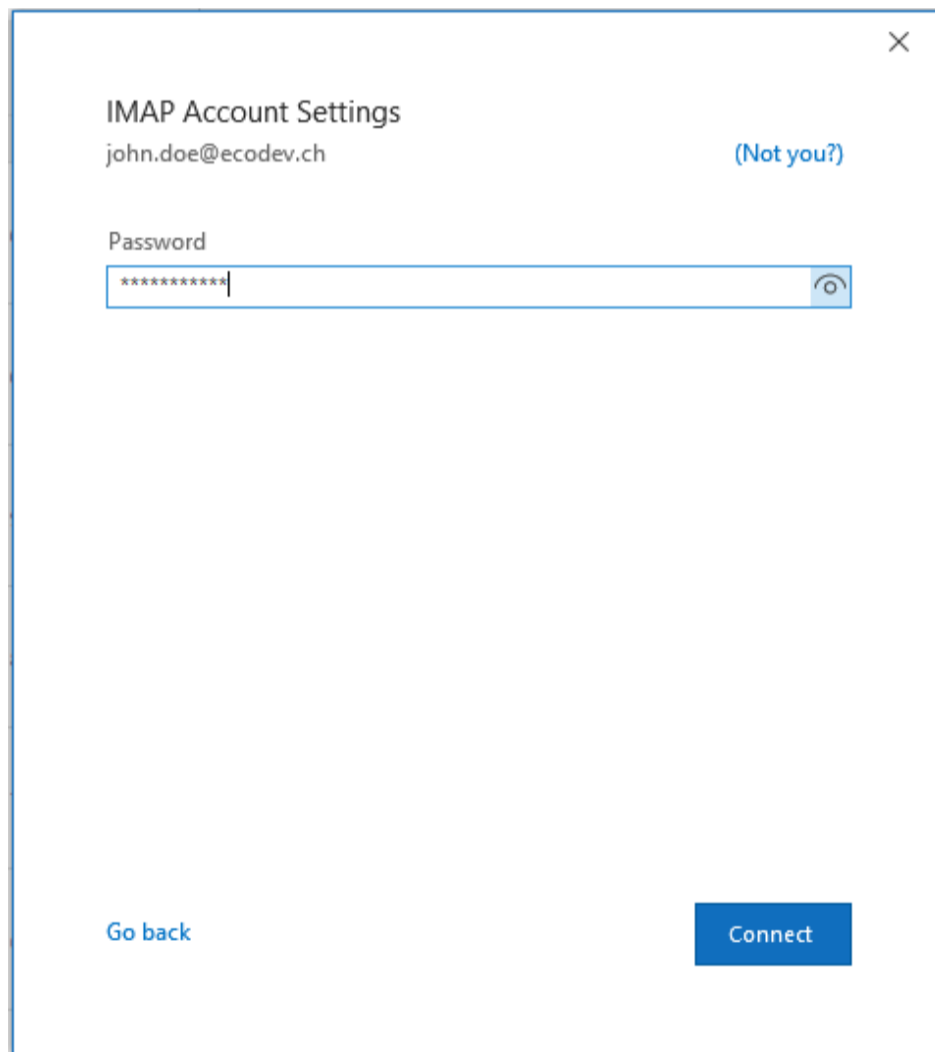 IMAP Account Settings
john.doe@ecodev.ch (Not you?)
Password
***********
Go back Connect